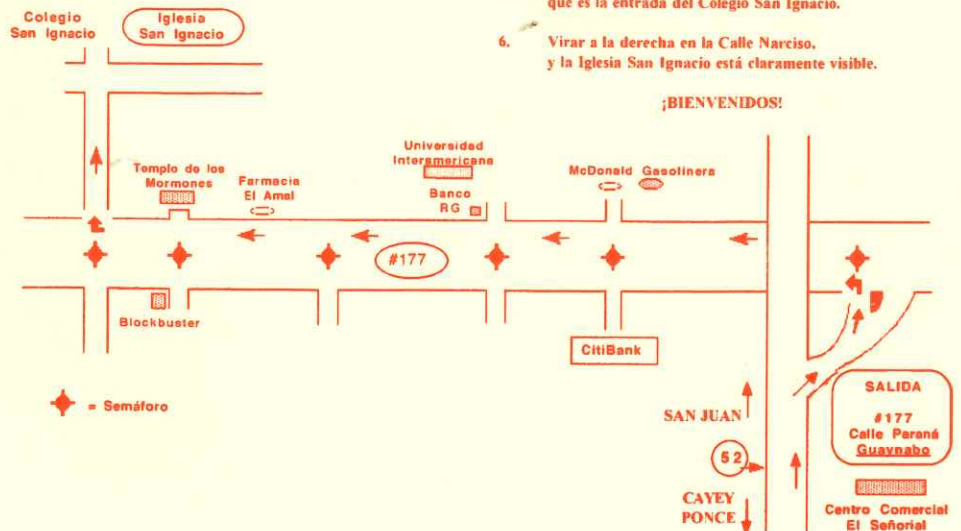 que es la entrada del Colegio San Ignacio.
6. Virar a la derecha en la Calle Narciso,
y la Iglesia San Ignacio está claramente visible.
¡BIENVENIDOS!
Colegio
San Ignacio
Iglesia
San Ignacio
Templo de los
Mormones
Farmacia
El Amal
Universidad
Interamericana
Banco
RG
McDonald
Gasolinera
#177
Blockbuster
CitiBank
= Semáforo
SAN JUAN
52
CAYEY
PONCE
SALIDA
#177
Calle Paraná
Guaynabo
Centro Comercial
El Señorial